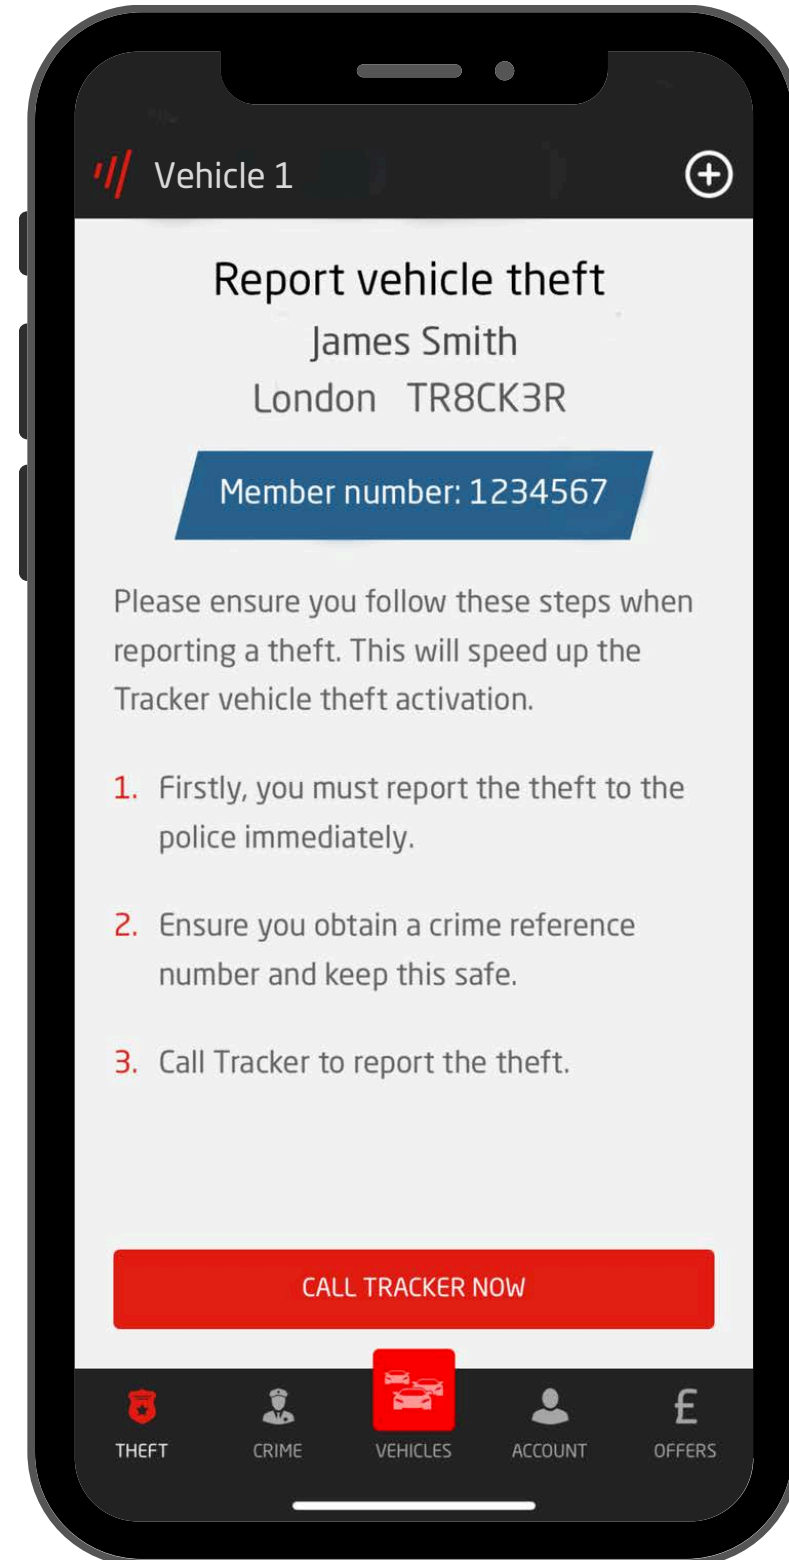 Vehicle 1
Report vehicle theft
James Smith
London TR8CK3R
Member number: 1234567
Please ensure you follow these steps when
reporting a theft. This will speed up the
Tracker vehicle theft activation.
1. Firstly, you must report the theft to the
police immediately.
2. Ensure you obtain a crime reference
number and keep this safe.
3. Call Tracker to report the theft.
CALL TRACKER NOW
THEFT CRIME VEHICLES ACCOUNT OFFERS